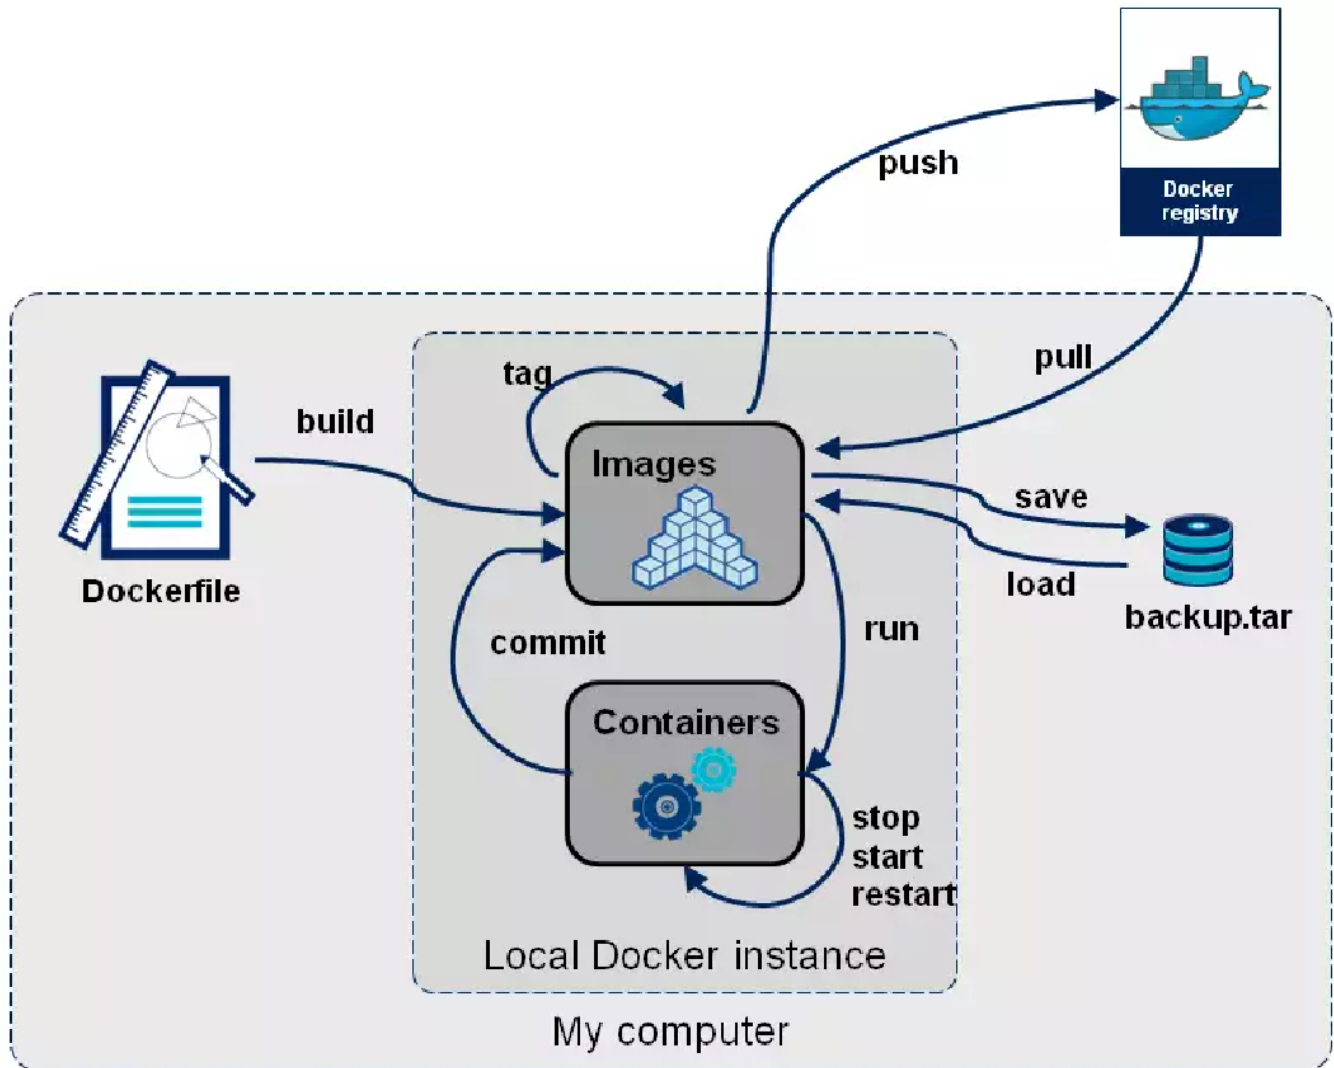 Docker
registry
push
pull
tag
build
Images
save
load
Dockerfile
backup.tar
commit
run
Containers
stop
start
restart
Local Docker instance
My computer